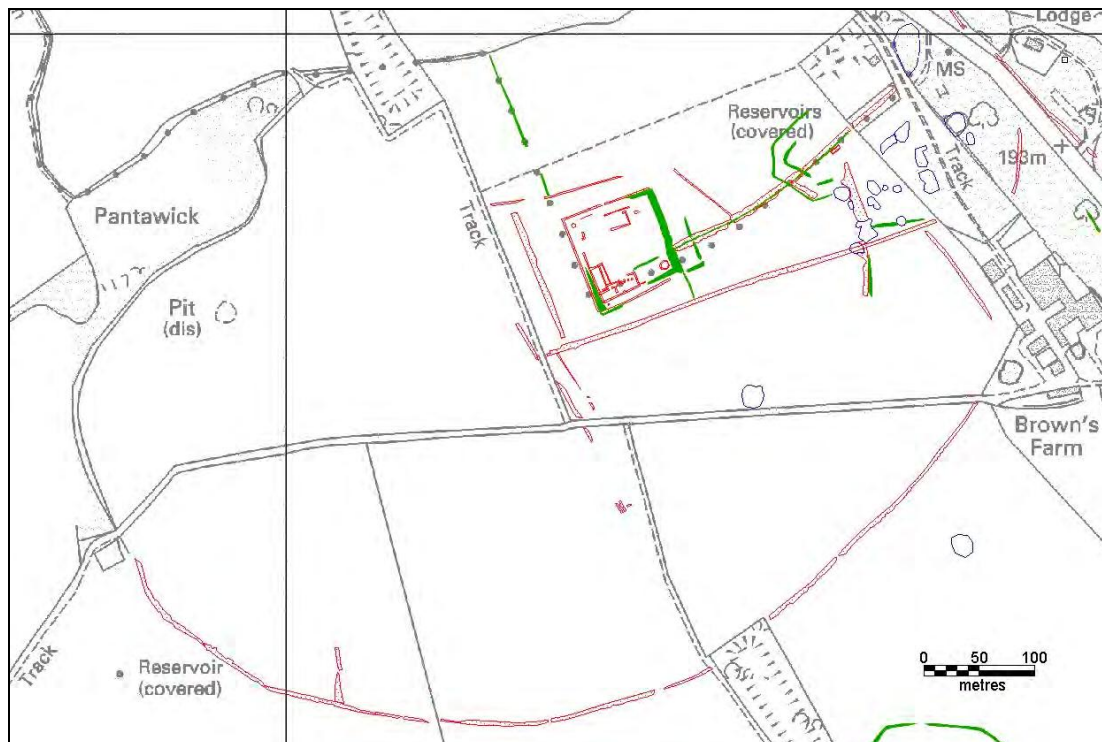 Lodge
MS
Reservoirs
(covered)
193m
Track
Pantawick
Track
Pit
(dis)
Brown's
Farm
Track
Reservoir
(covered)
0 50 100
metres